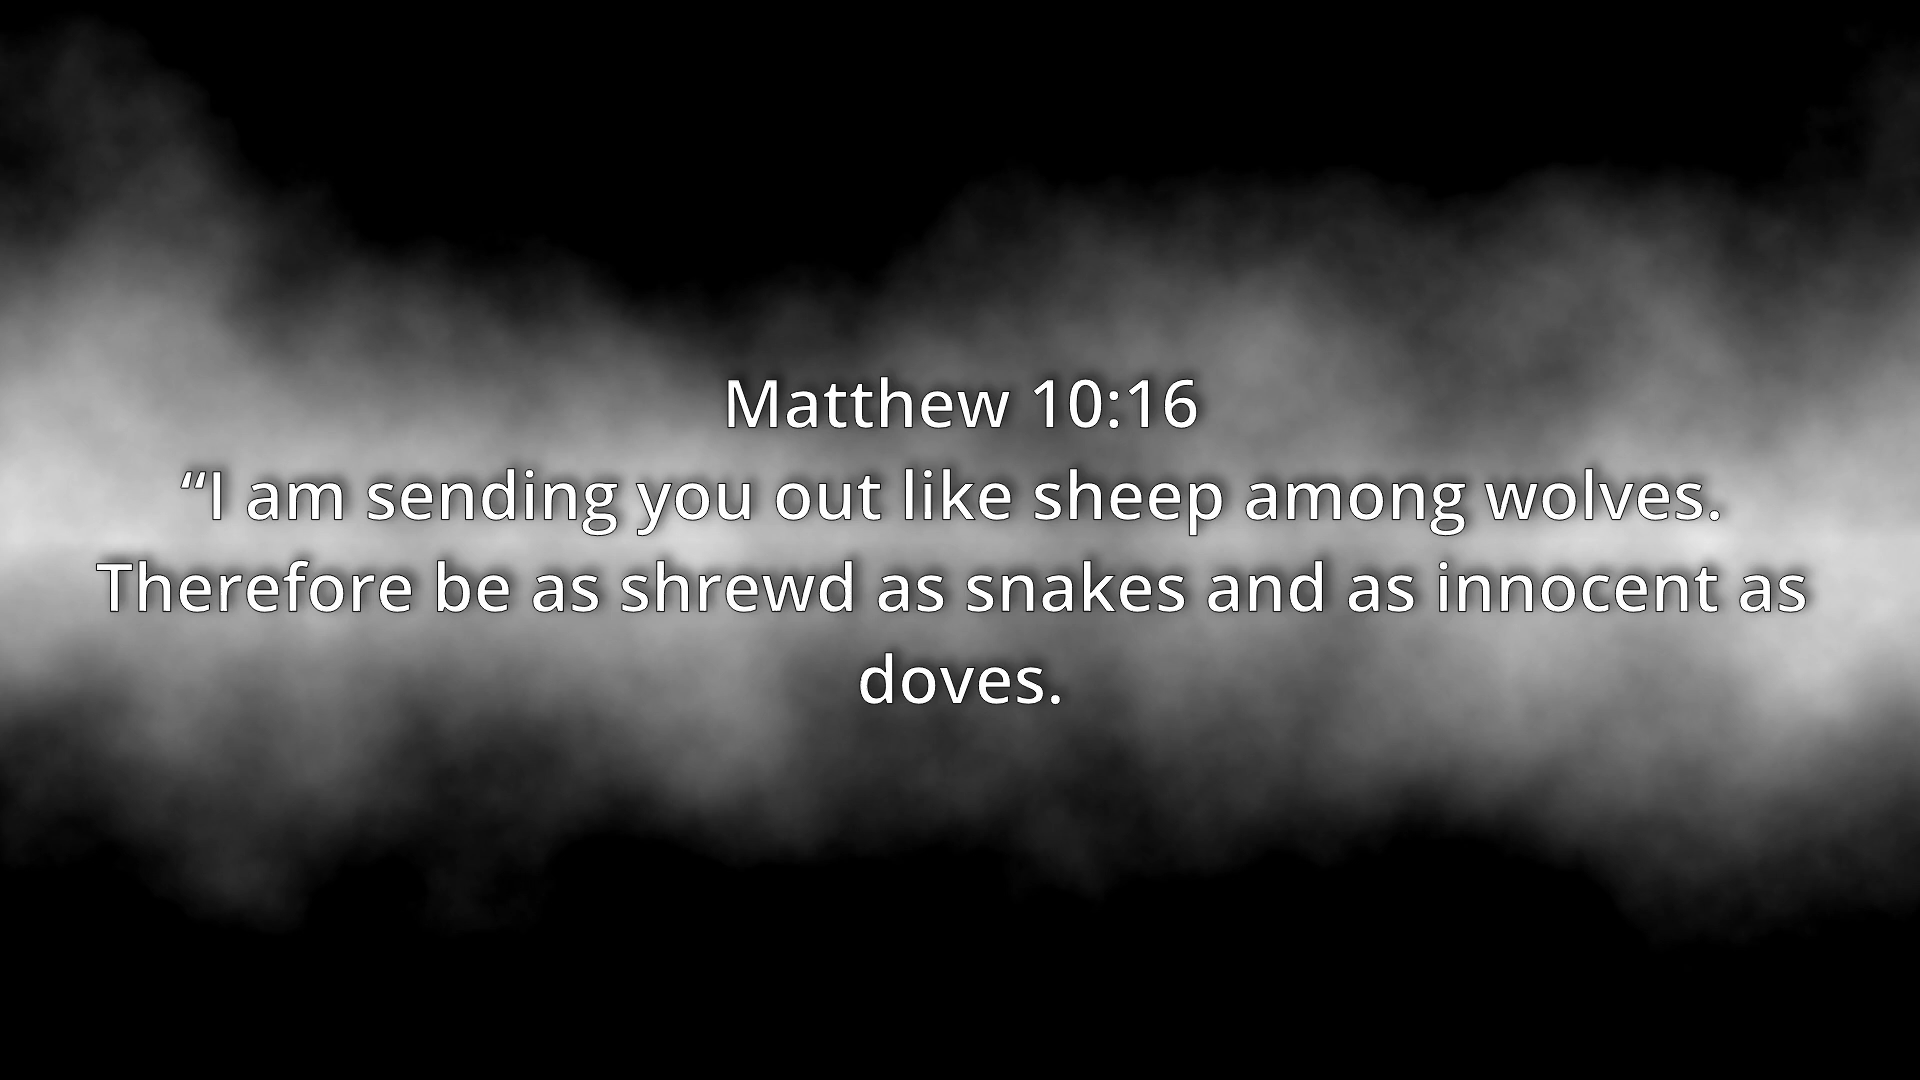 Matthew 10:16
“I am sending you out like sheep among wolves.
Therefore be as shrewd as snakes and as innocent as
doves.